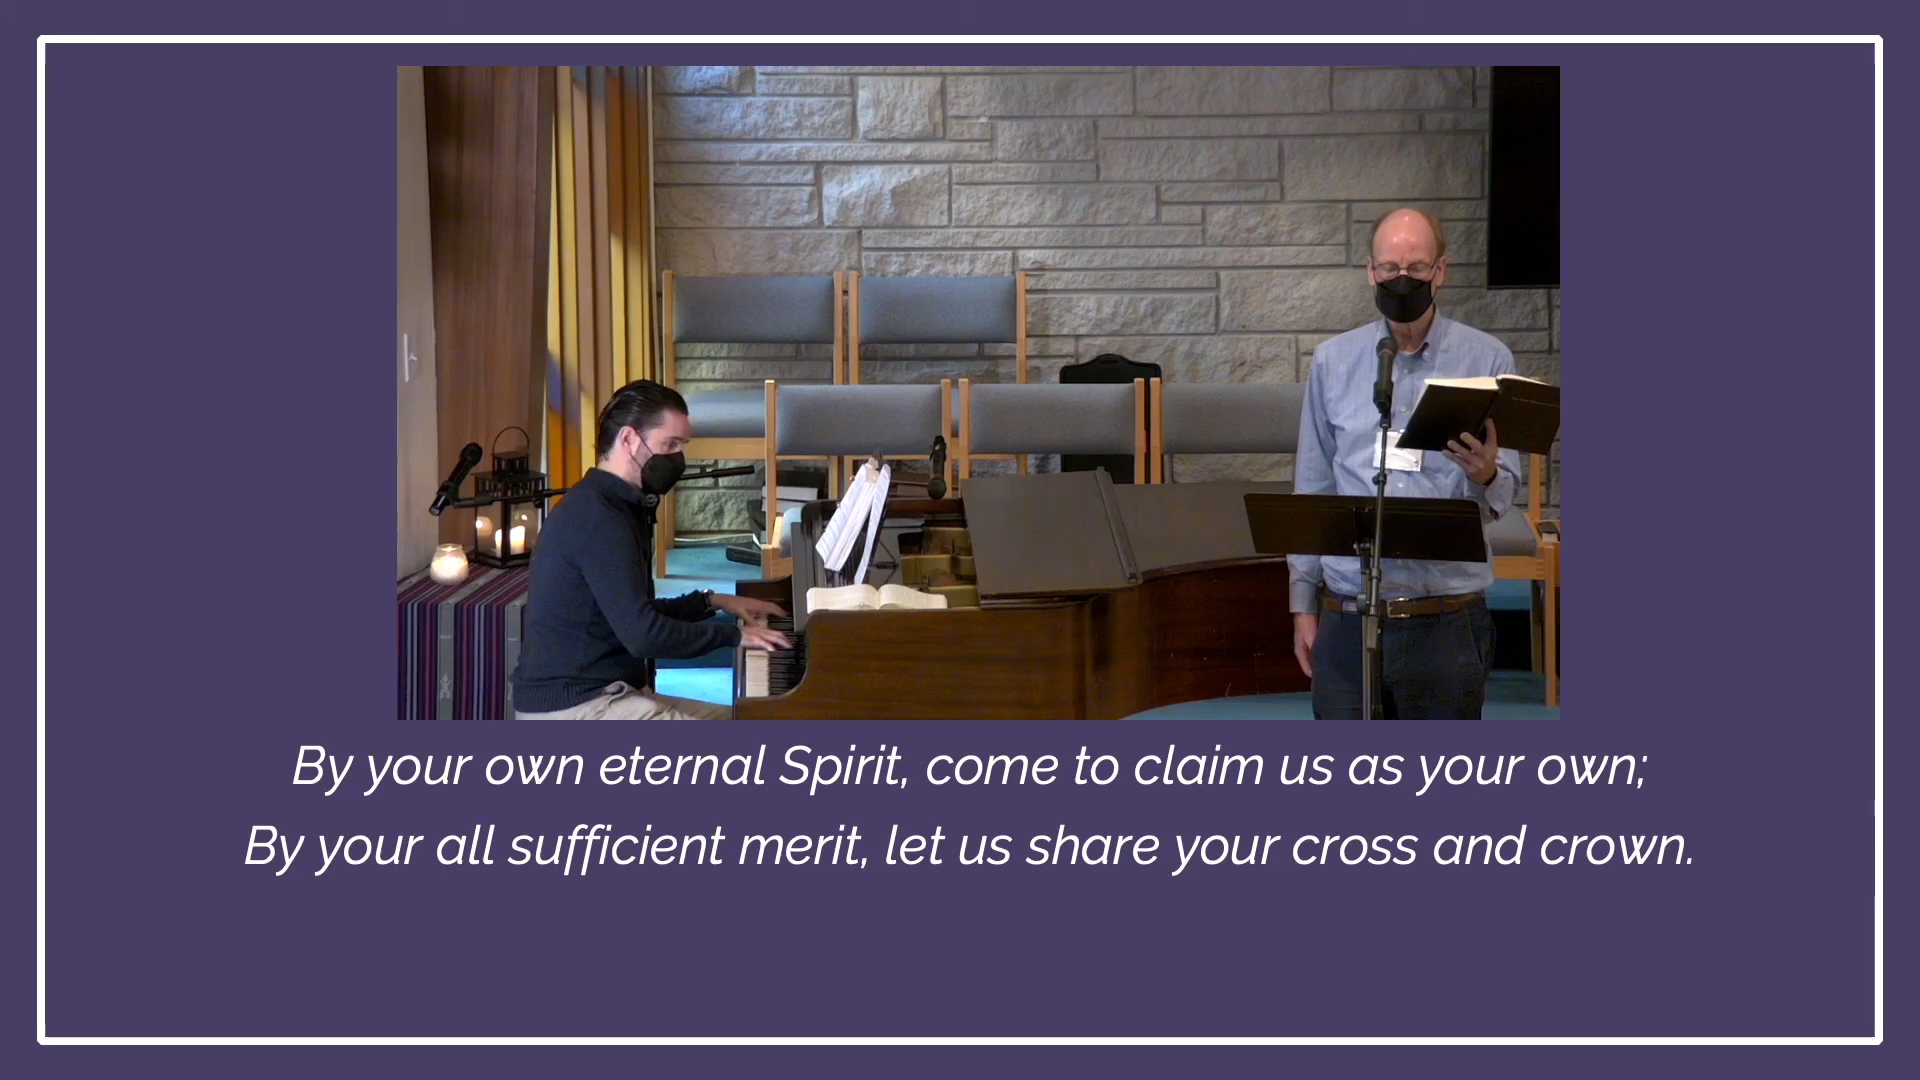 By your own eternal Spirit, come to claim us as your own;
By your all sufficient merit, let us share your cross and crown.